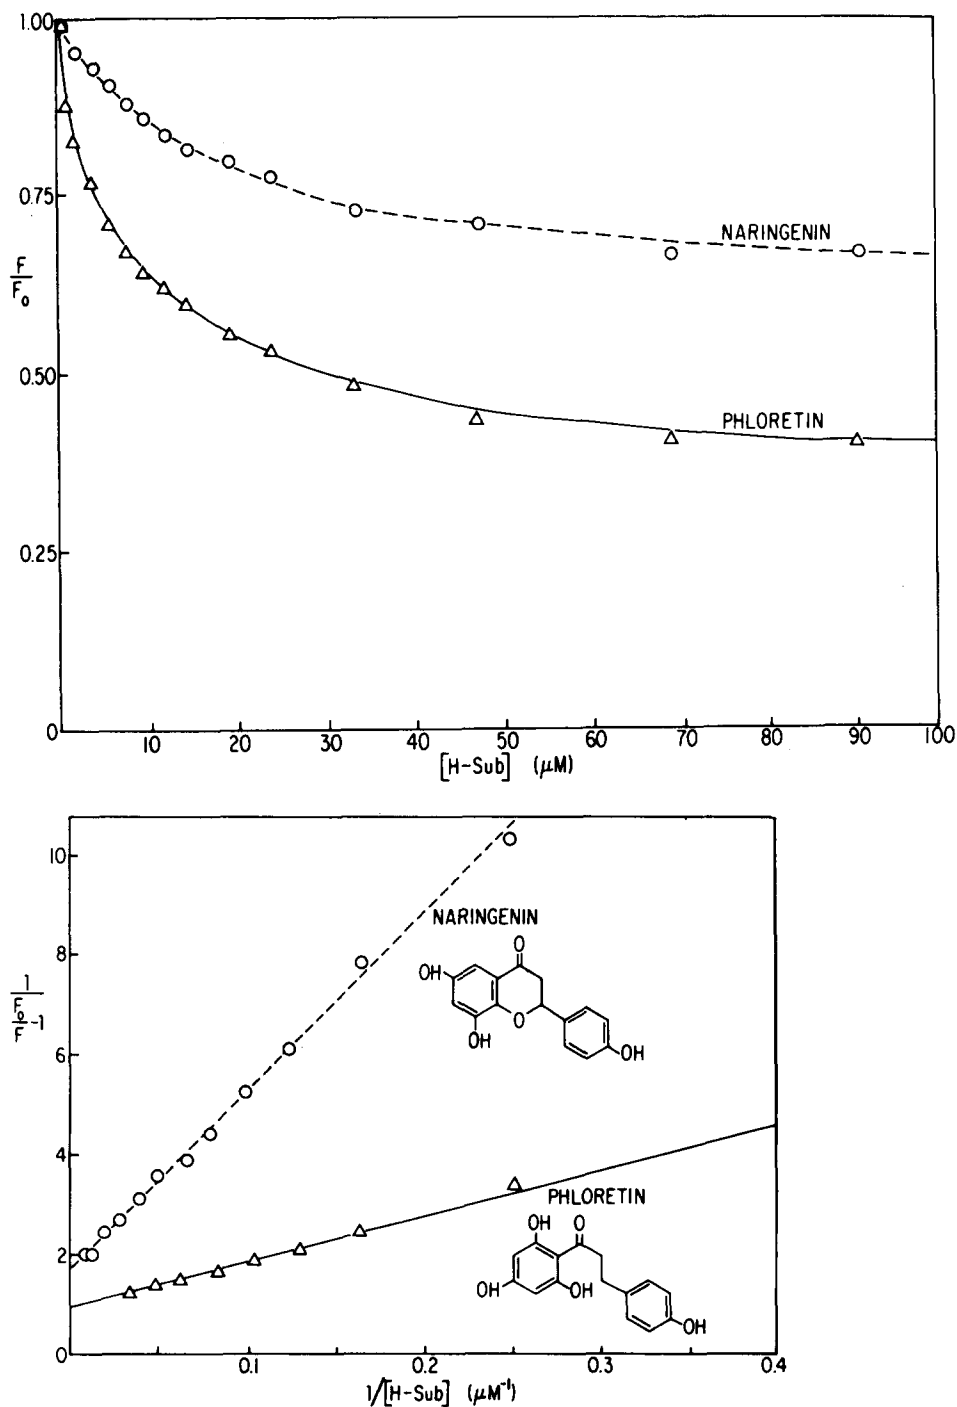 1.00
0.75
F
F₀
0.50
0.25
0
NARINGENIN
PHLORETIN
10 20 30 40 50 60 70 80 90 100
[H-Sub] (μM)
10
8
6
4
2
0
1
F₀
F -1
NARINGENIN
O
OH
O
OH
OH
PHLORETIN
OH O
OH OH
OH
0.1 0.2 0.3 0.4
1/[H-Sub] (μM⁻¹)